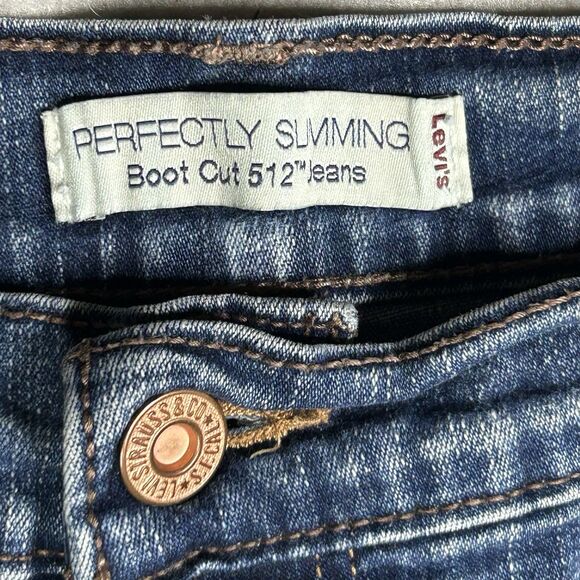 PERFECTLY SLIMMING
Boot Cut 512™ Jeans
Levi's
LEVI STRAUSS & CO ★ S.F. CAL ★